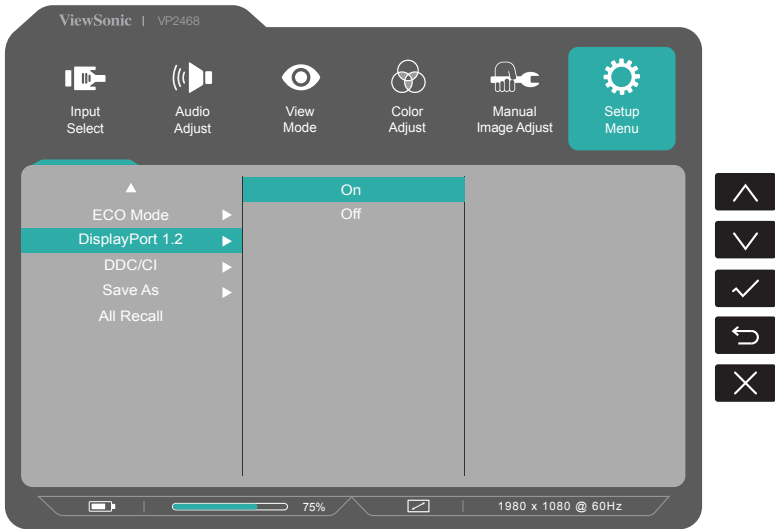 ViewSonic | VP2468
Input
Select
Audio
Adjust
View
Mode
Color
Adjust
Manual
Image Adjust
Setup
Menu
ECO Mode
DisplayPort 1.2
DDC/CI
Save As
All Recall
On
Off
75%
1980 x 1080 @ 60Hz